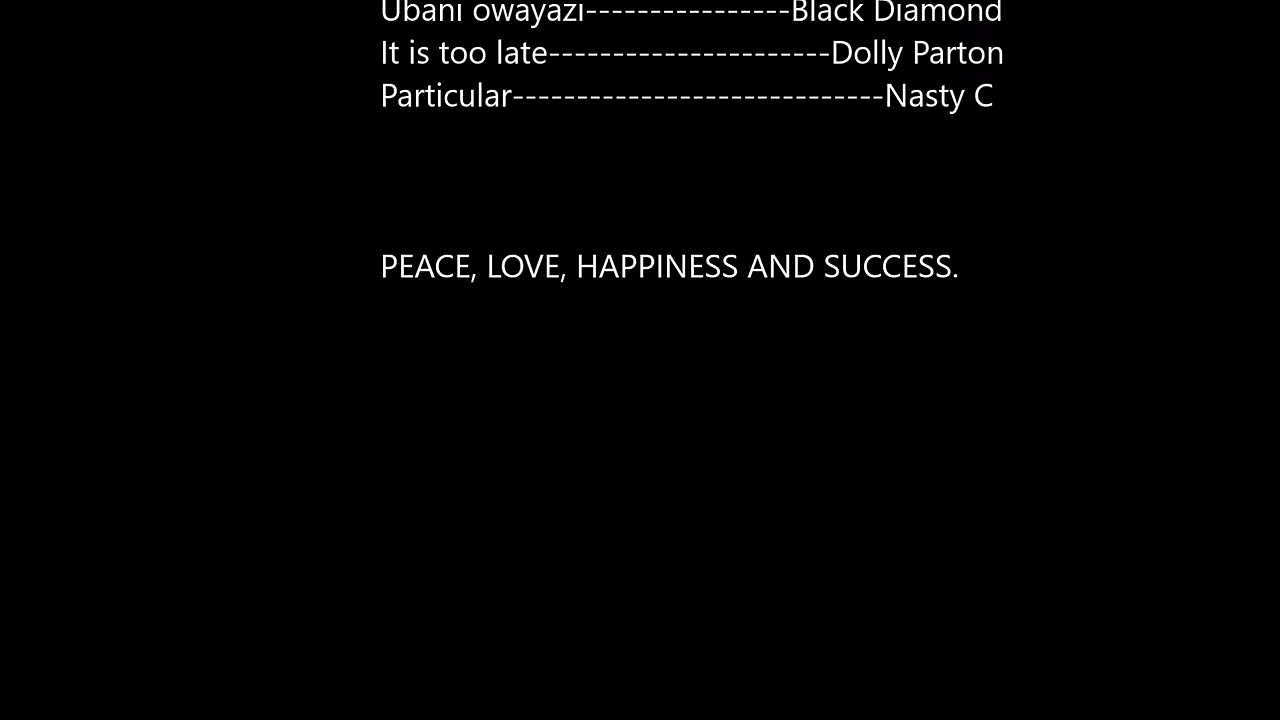 Ubani owayazi----------------Black Diamond
It is too late----------------------Dolly Parton
Particular-----------------------------Nasty C
PEACE, LOVE, HAPPINESS AND SUCCESS.